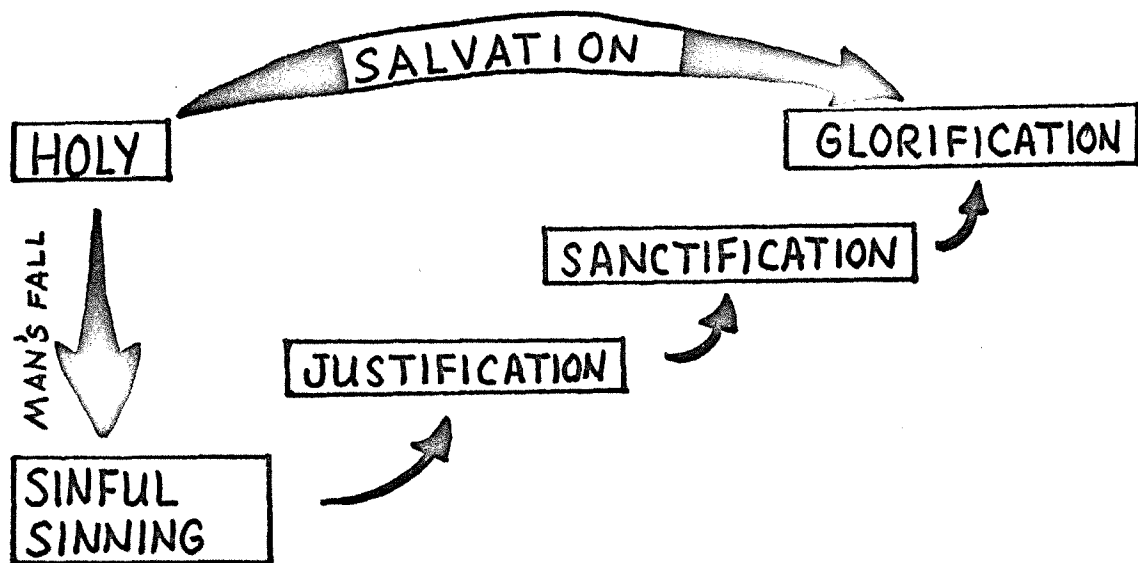 SALVATION
HOLY
GLORIFICATION
MAN'S FALL
SANCTIFICATION
JUSTIFICATION
SINFUL
SINNING